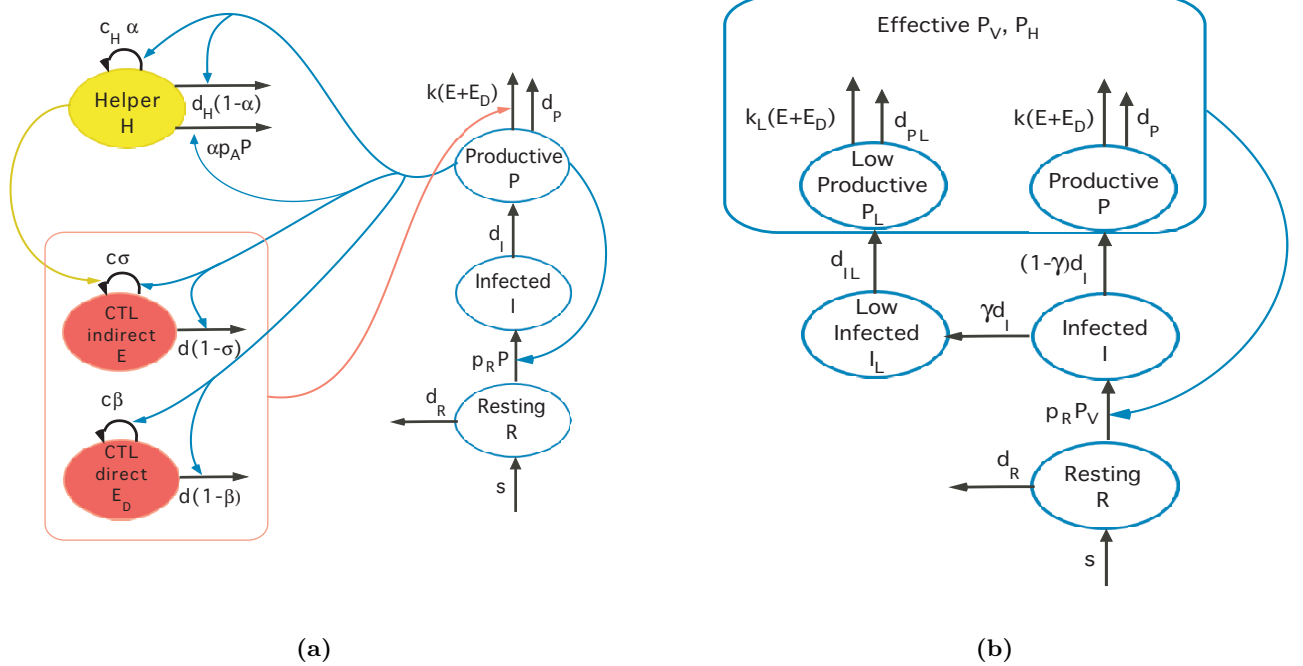 c_H α
Helper
H
d_H(1-α)
αp_A P
k(E+E_D)
d_P
Productive
P
d_I
Infected
I
p_R P
d_R
Resting
R
s
cσ
CTL
indirect
E
d(1-σ)
cβ
CTL
direct
E_D
d(1-β)
(a)
Effective P_V, P_H
k_L(E+E_D)
d_PL
Low
Productive
P_L
k(E+E_D)
d_P
Productive
P
d_IL
(1-γ)d_I
Low
Infected
I_L
γd_I
Infected
I
p_R P_V
d_R
Resting
R
s
(b)